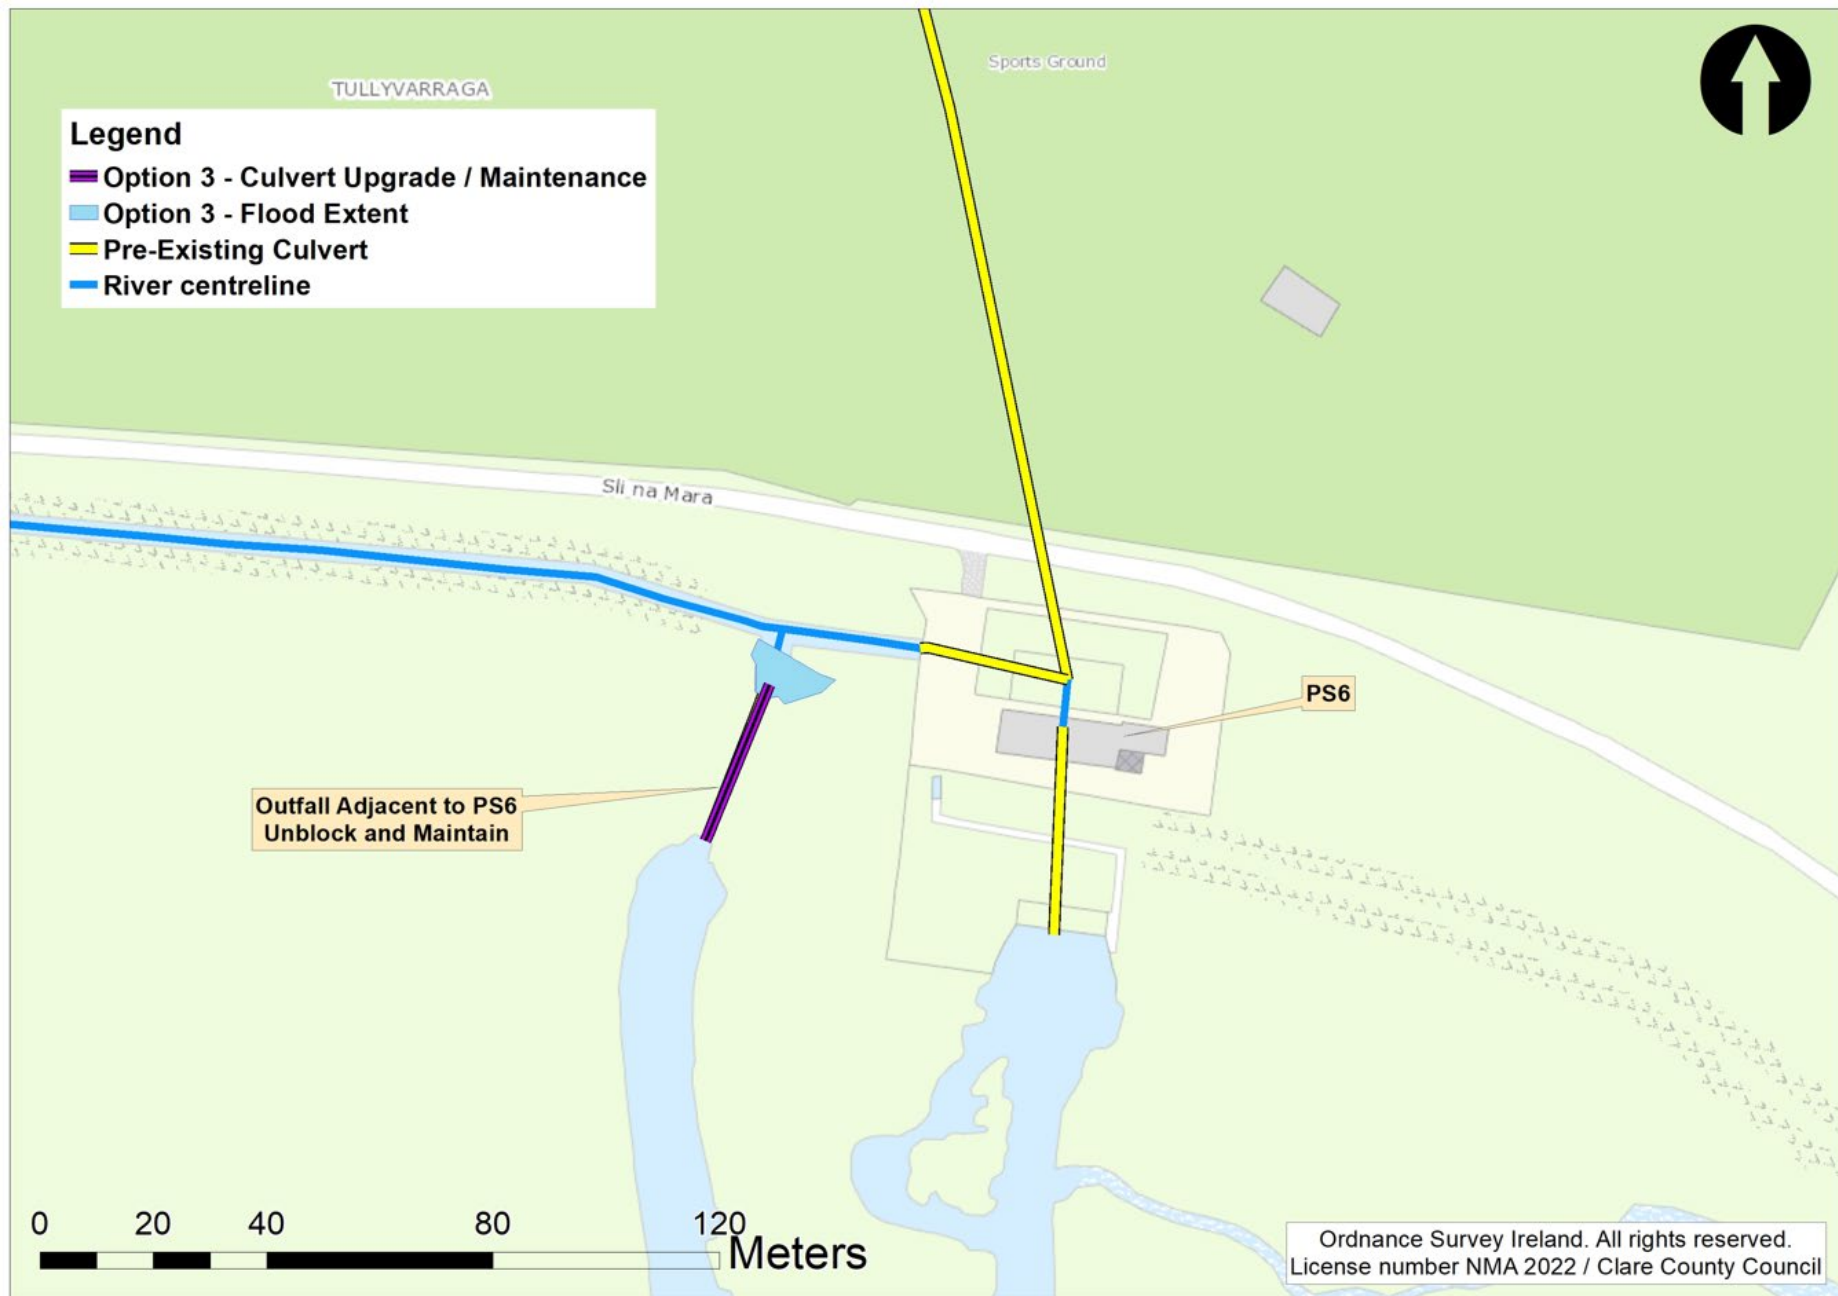 Sports Ground
TULLYVARRAGA
Legend
Option 3 - Culvert Upgrade / Maintenance
Option 3 - Flood Extent
Pre-Existing Culvert
River centreline
Sli na Mara
PS6
Outfall Adjacent to PS6
Unblock and Maintain
0 20 40 80 120
Meters
Ordnance Survey Ireland. All rights reserved.
License number NMA 2022 / Clare County Council